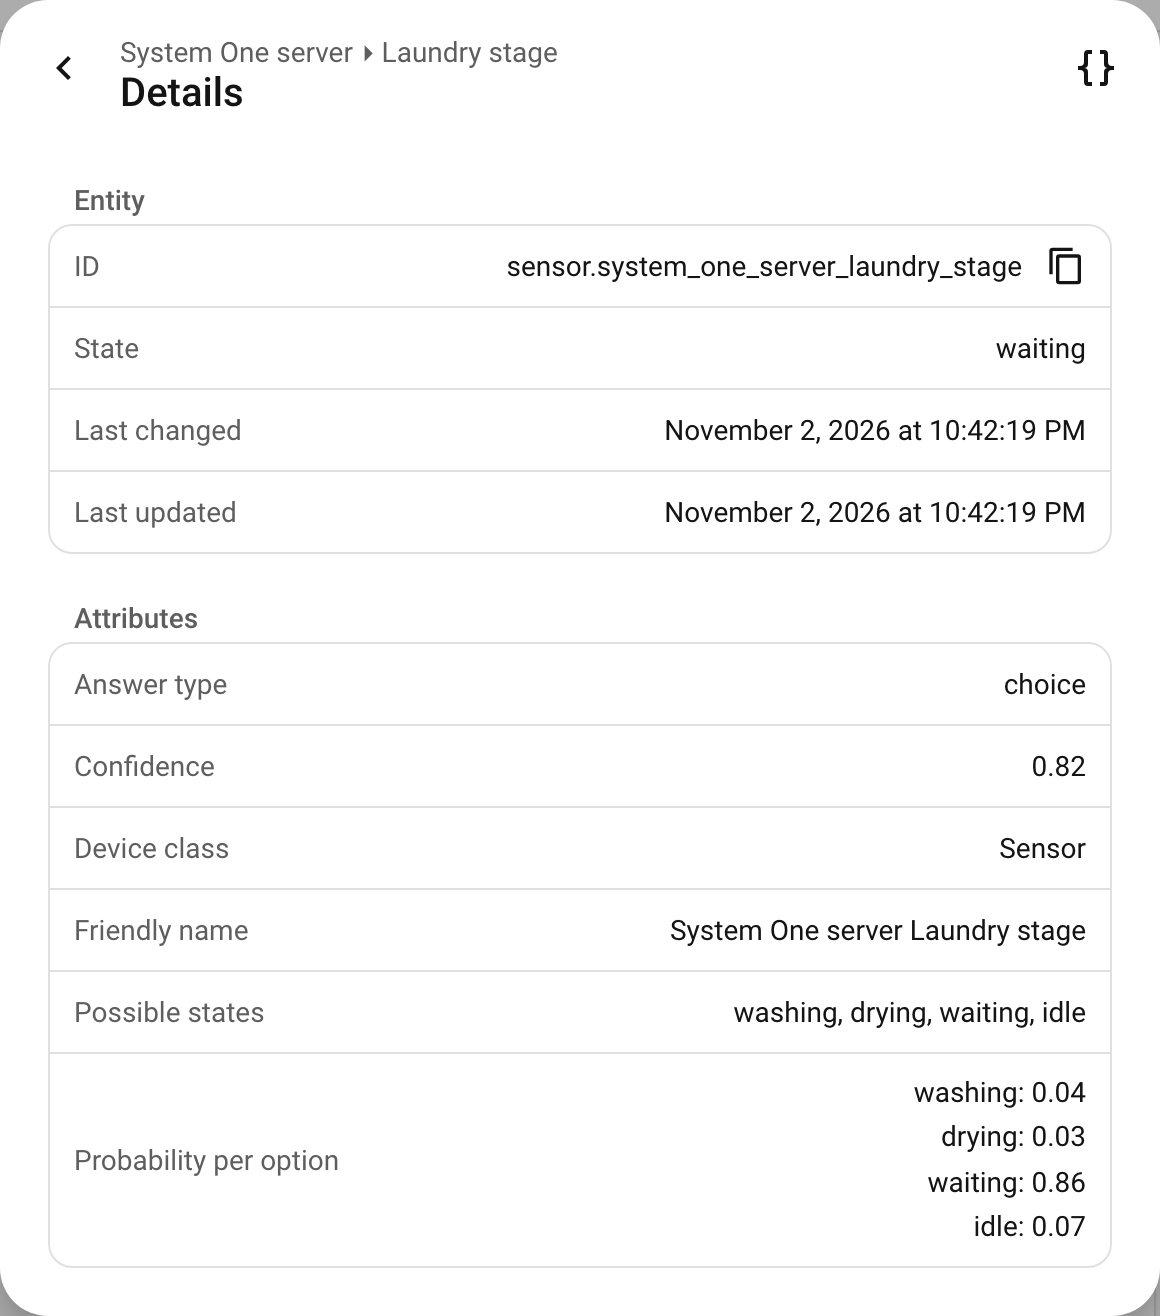 System One server ▸ Laundry stage
Details
Entity
ID sensor.system_one_server_laundry_stage
State waiting
Last changed November 2, 2026 at 10:42:19 PM
Last updated November 2, 2026 at 10:42:19 PM
Attributes
Answer type choice
Confidence 0.82
Device class Sensor
Friendly name System One server Laundry stage
Possible states washing, drying, waiting, idle
Probability per option
washing: 0.04
drying: 0.03
waiting: 0.86
idle: 0.07